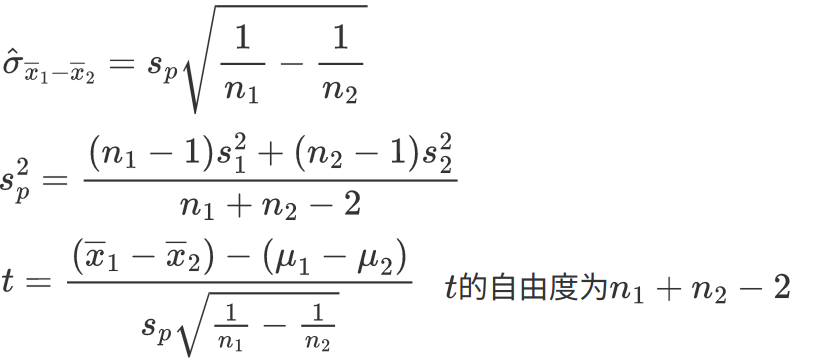 $\hat{\sigma}_{\overline{x}_1-\overline{x}_2} = s_p\sqrt{\frac{1}{n_1} - \frac{1}{n_2}}$
$s_p^2 = \frac{(n_1-1)s_1^2+(n_2-1)s_2^2}{n_1+n_2-2}$
$t = \frac{(\overline{x}_1-\overline{x}_2)-(\mu_1-\mu_2)}{s_p\sqrt{\frac{1}{n_1}-\frac{1}{n_2}}}$ $t$的自由度为$n_1+n_2-2$